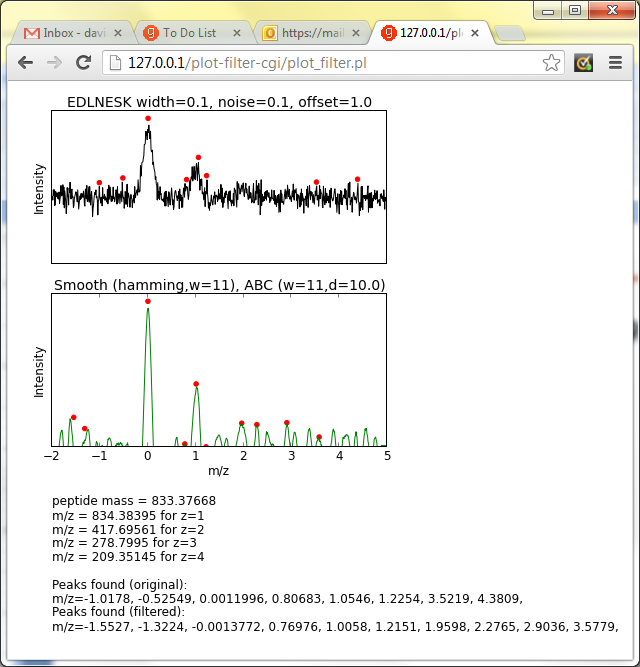 Inbox - davi
To Do List
https://mail
127.0.0.1/plo
127.0.0.1/plot-filter-cgi/plot_filter.pl
EDLNESK width=0.1, noise=0.1, offset=1.0
Intensity
Smooth (hamming,w=11), ABC (w=11,d=10.0)
Intensity
−2 −1 0 1 2 3 4 5
m/z
peptide mass = 833.37668
m/z = 834.38395 for z=1
m/z = 417.69561 for z=2
m/z = 278.7995 for z=3
m/z = 209.35145 for z=4
Peaks found (original):
m/z=-1.0178, -0.52549, 0.0011996, 0.80683, 1.0546, 1.2254, 3.5219, 4.3809,
Peaks found (filtered):
m/z=-1.5527, -1.3224, -0.0013772, 0.76976, 1.0058, 1.2151, 1.9598, 2.2765, 2.9036, 3.5779,